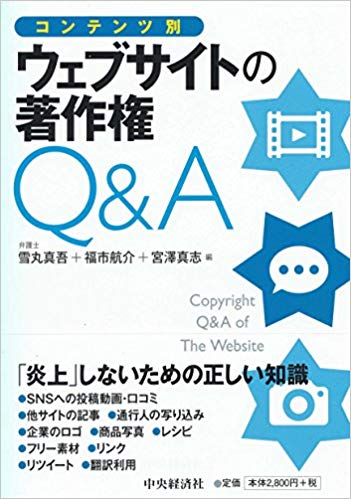 コンテンツ別
ウェブサイトの
著作権
Q&A
弁護士
雪丸真吾+福市航介+宮澤真志 編
Copyright
Q&A of
The Website
「炎上」しないための正しい知識
●SNSへの投稿動画・口コミ
●他サイトの記事 ●通行人の写り込み
●企業のロゴ ●商品写真 ●レシピ
●フリー素材 ●リンク
●リツイート ●翻訳利用
中央経済社
●定価 本体2,800円+税